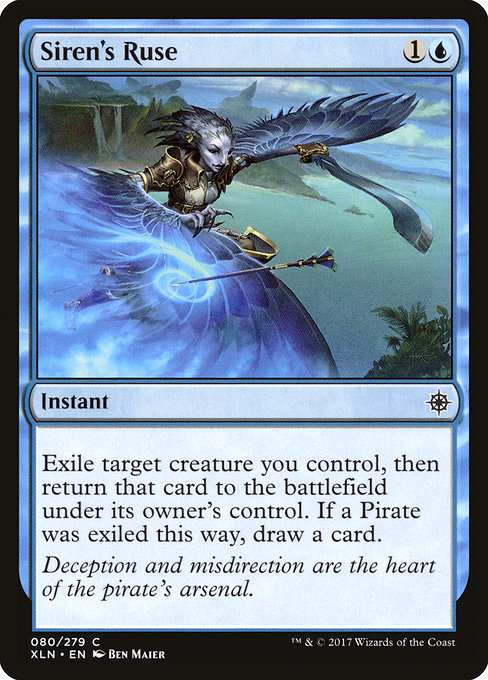 Siren's Ruse 1
Instant
Exile target creature you control, then
return that card to the battlefield
under its owner's control. If a Pirate
was exiled this way, draw a card.
Deception and misdirection are the heart
of the pirate's arsenal.
080/279 C
XLN • EN Ben Maier
™ & © 2017 Wizards of the Coast